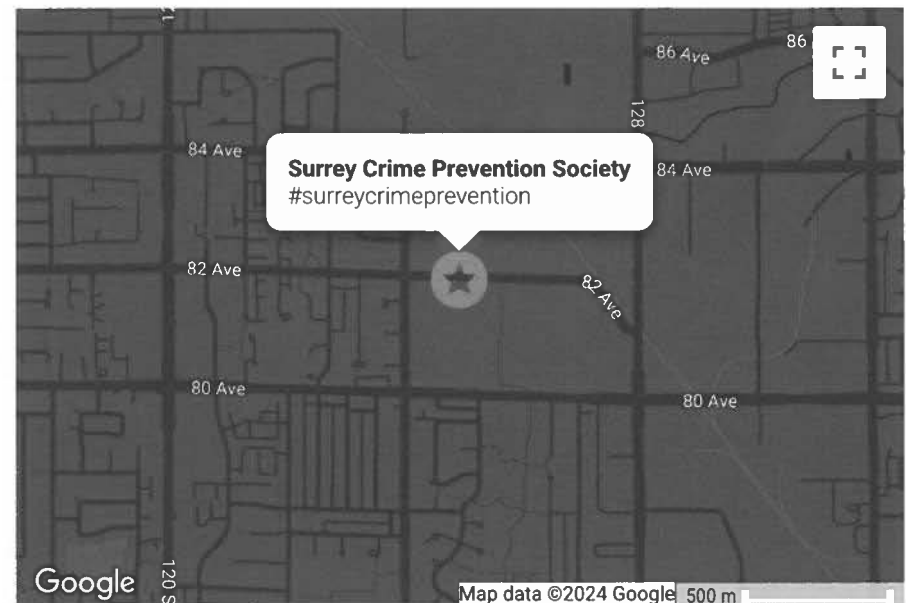 86 Ave
86
128
84 Ave
Surrey Crime Prevention Society
#surreycrimeprevention
84 Ave
82 Ave
82 Ave
80 Ave
80 Ave
120 S
Google
Map data ©2024 Google
500 m